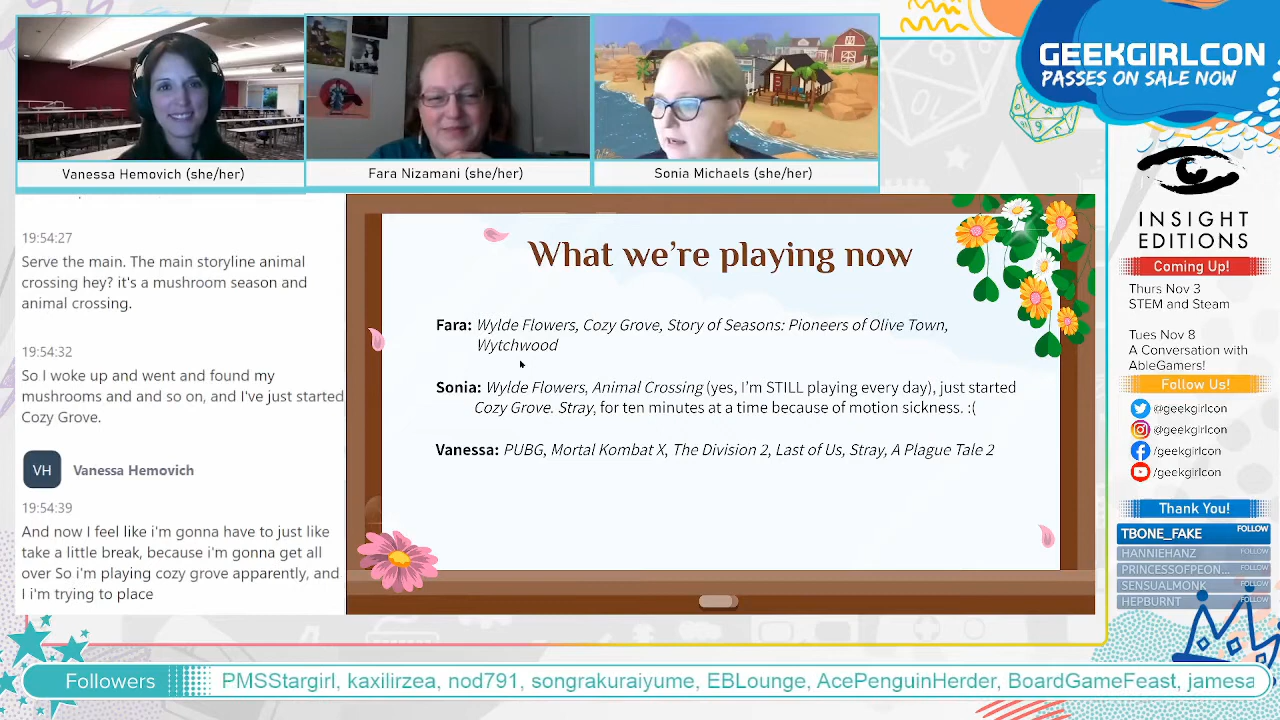 GEEKGIRLCON
PASSES ON SALE NOW
Vanessa Hemovich (she/her)
Fara Nizamani (she/her)
Sonia Michaels (she/her)
19:54:27
Serve the main. The main storyline animal
crossing hey? it's a mushroom season and
animal crossing.
19:54:32
So I woke up and went and found my
mushrooms and and so on, and I've just started
Cozy Grove.
VH Vanessa Hemovich
19:54:39
And now I feel like i'm gonna have to just like
take a little break, because i'm gonna get all
over So i'm playing cozy grove apparently, and
I i'm trying to place
What we're playing now
Fara: Wylde Flowers, Cozy Grove, Story of Seasons: Pioneers of Olive Town,
Wytchwood
Sonia: Wylde Flowers, Animal Crossing (yes, I'm STILL playing every day), just started
Cozy Grove. Stray, for ten minutes at a time because of motion sickness. :(
Vanessa: PUBG, Mortal Kombat X, The Division 2, Last of Us, Stray, A Plague Tale 2
INSIGHT
EDITIONS
Coming Up!
Thurs Nov 3
STEM and Steam
Tues Nov 8
A Conversation with
AbleGamers!
Follow Us!
@geekgirlcon
@geekgirlcon
/geekgirlcon
/geekgirlcon
Thank You!
TBONE_FAKE FOLLOW
HANNIEHANZ FOLLOW
PRINCESSOFPEON... FOLLOW
SENSUALMONK FOLLOW
HEPBURNT FOLLOW
Followers PMSStargirl, kaxilirzea, nod791, songrakuraiyume, EBLounge, AcePenguinHerder, BoardGameFeast, jamesa